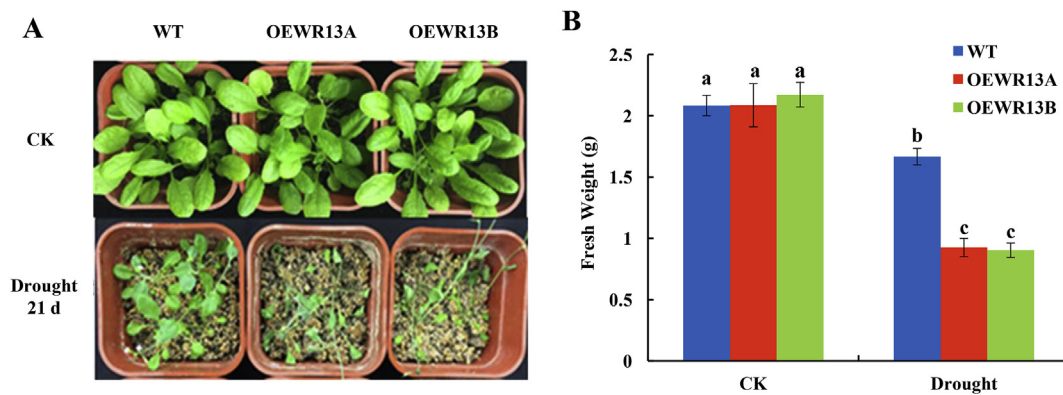 A
WT OEWR13A OEWR13B
CK
Drought
21 d
B
WT
OEWR13A
OEWR13B
Fresh Weight (g)
2.5
2
1.5
1
0.5
0
a a a
b
c c
CK Drought